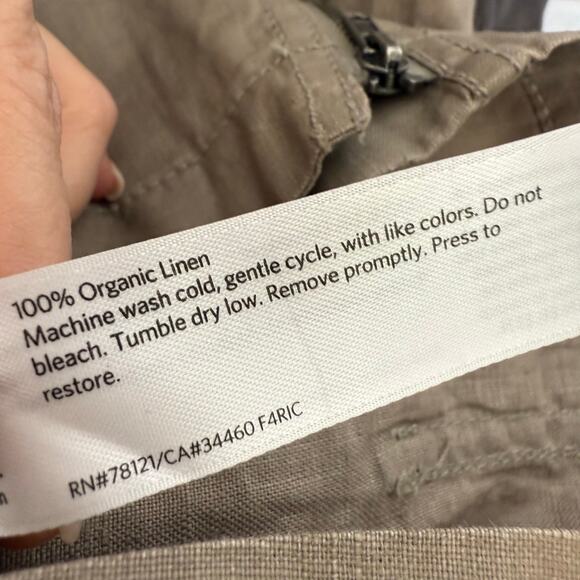 100% Organic Linen
Machine wash cold, gentle cycle, with like colors. Do not
bleach. Tumble dry low. Remove promptly. Press to
restore.
RN#78121/CA#34460 F4RIC